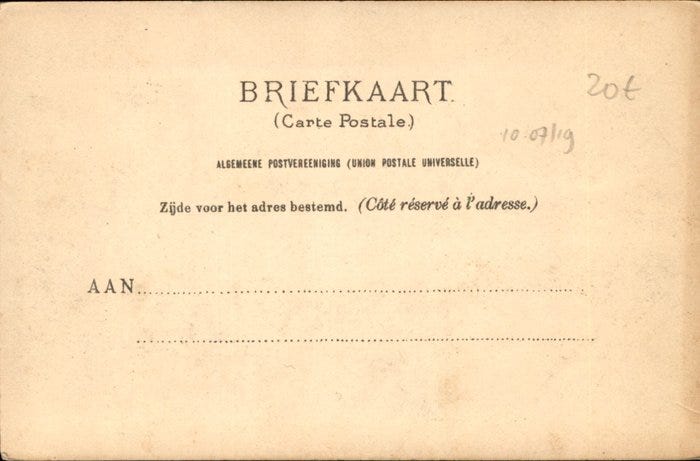 BRIEFKAART.
(Carte Postale.)
20€
10-07/19
ALGEMEENE POSTVEREENIGING (UNION POSTALE UNIVERSELLE)
Zijde voor het adres bestemd. (Côté réservé à l'adresse.)
AAN